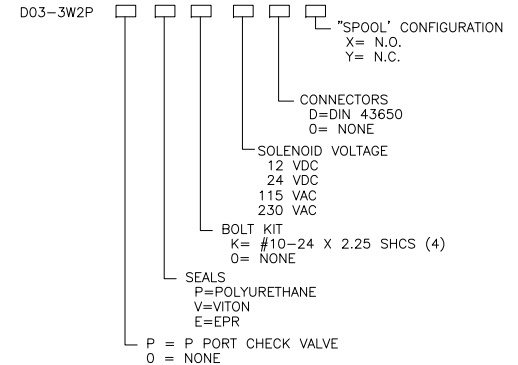 D03-3W2P
"SPOOL' CONFIGURATION
X= N.O.
Y= N.C.
CONNECTORS
D=DIN 43650
0= NONE
SOLENOID VOLTAGE
12 VDC
24 VDC
115 VAC
230 VAC
BOLT KIT
K= #10-24 X 2.25 SHCS (4)
0= NONE
SEALS
P=POLYURETHANE
V=VITON
E=EPR
P = P PORT CHECK VALVE
0 = NONE